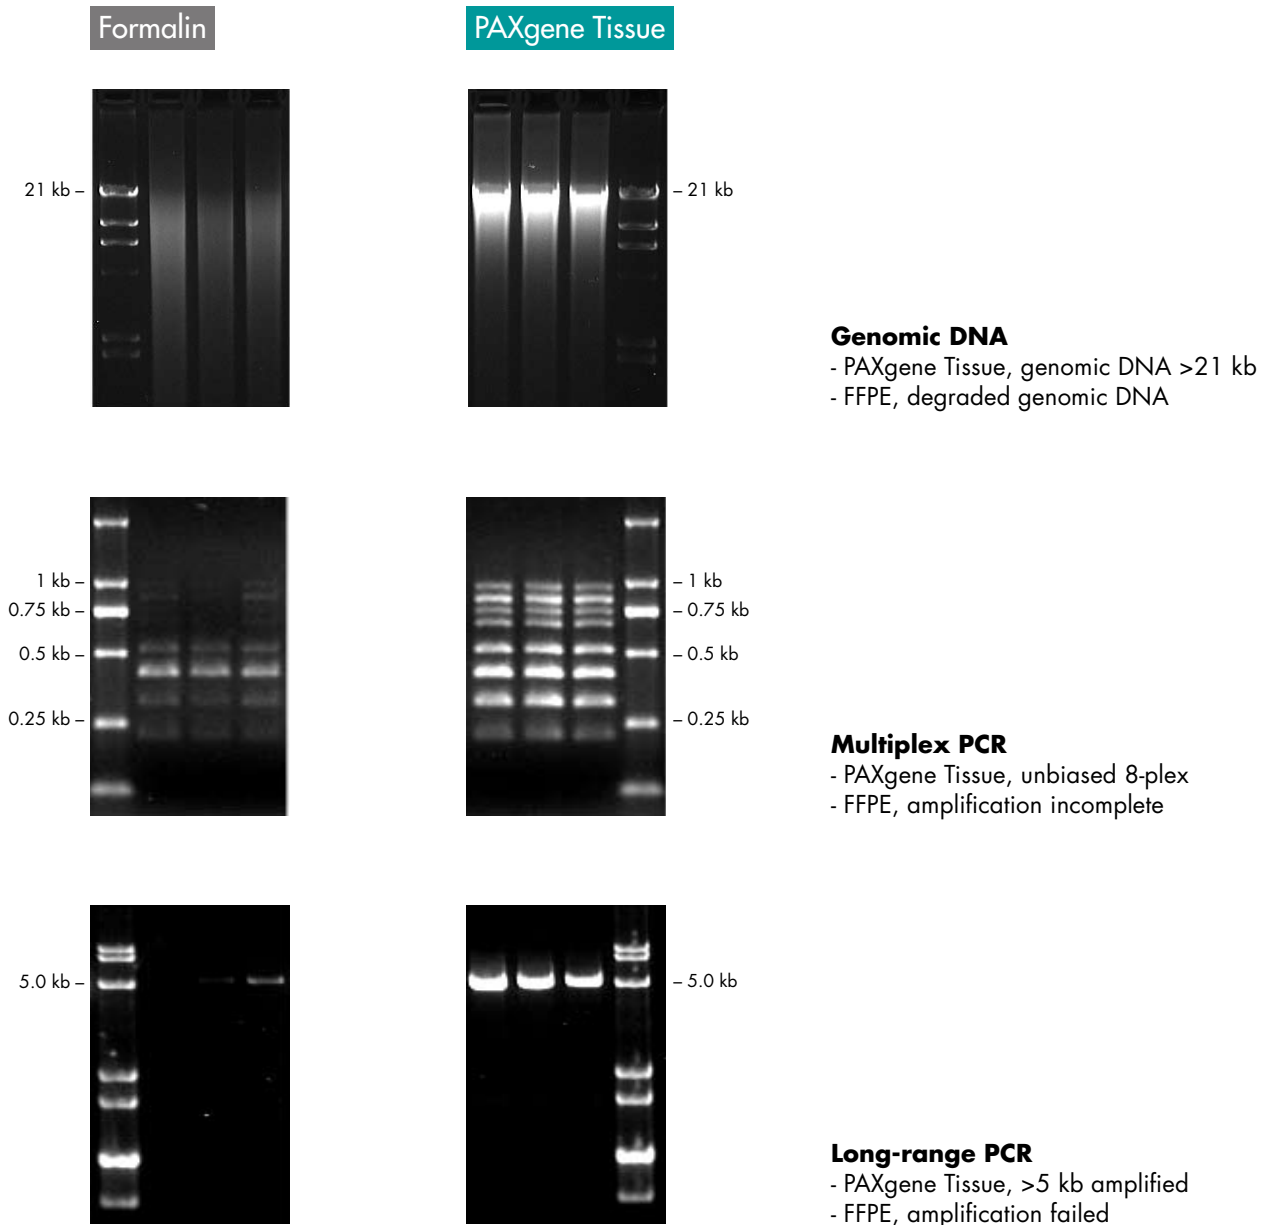 Formalin
PAXgene Tissue
21 kb –
– 21 kb
Genomic DNA
- PAXgene Tissue, genomic DNA >21 kb
- FFPE, degraded genomic DNA
1 kb –
0.75 kb –
0.5 kb –
0.25 kb –
– 1 kb
– 0.75 kb
– 0.5 kb
– 0.25 kb
Multiplex PCR
- PAXgene Tissue, unbiased 8-plex
- FFPE, amplification incomplete
5.0 kb –
– 5.0 kb
Long-range PCR
- PAXgene Tissue, >5 kb amplified
- FFPE, amplification failed